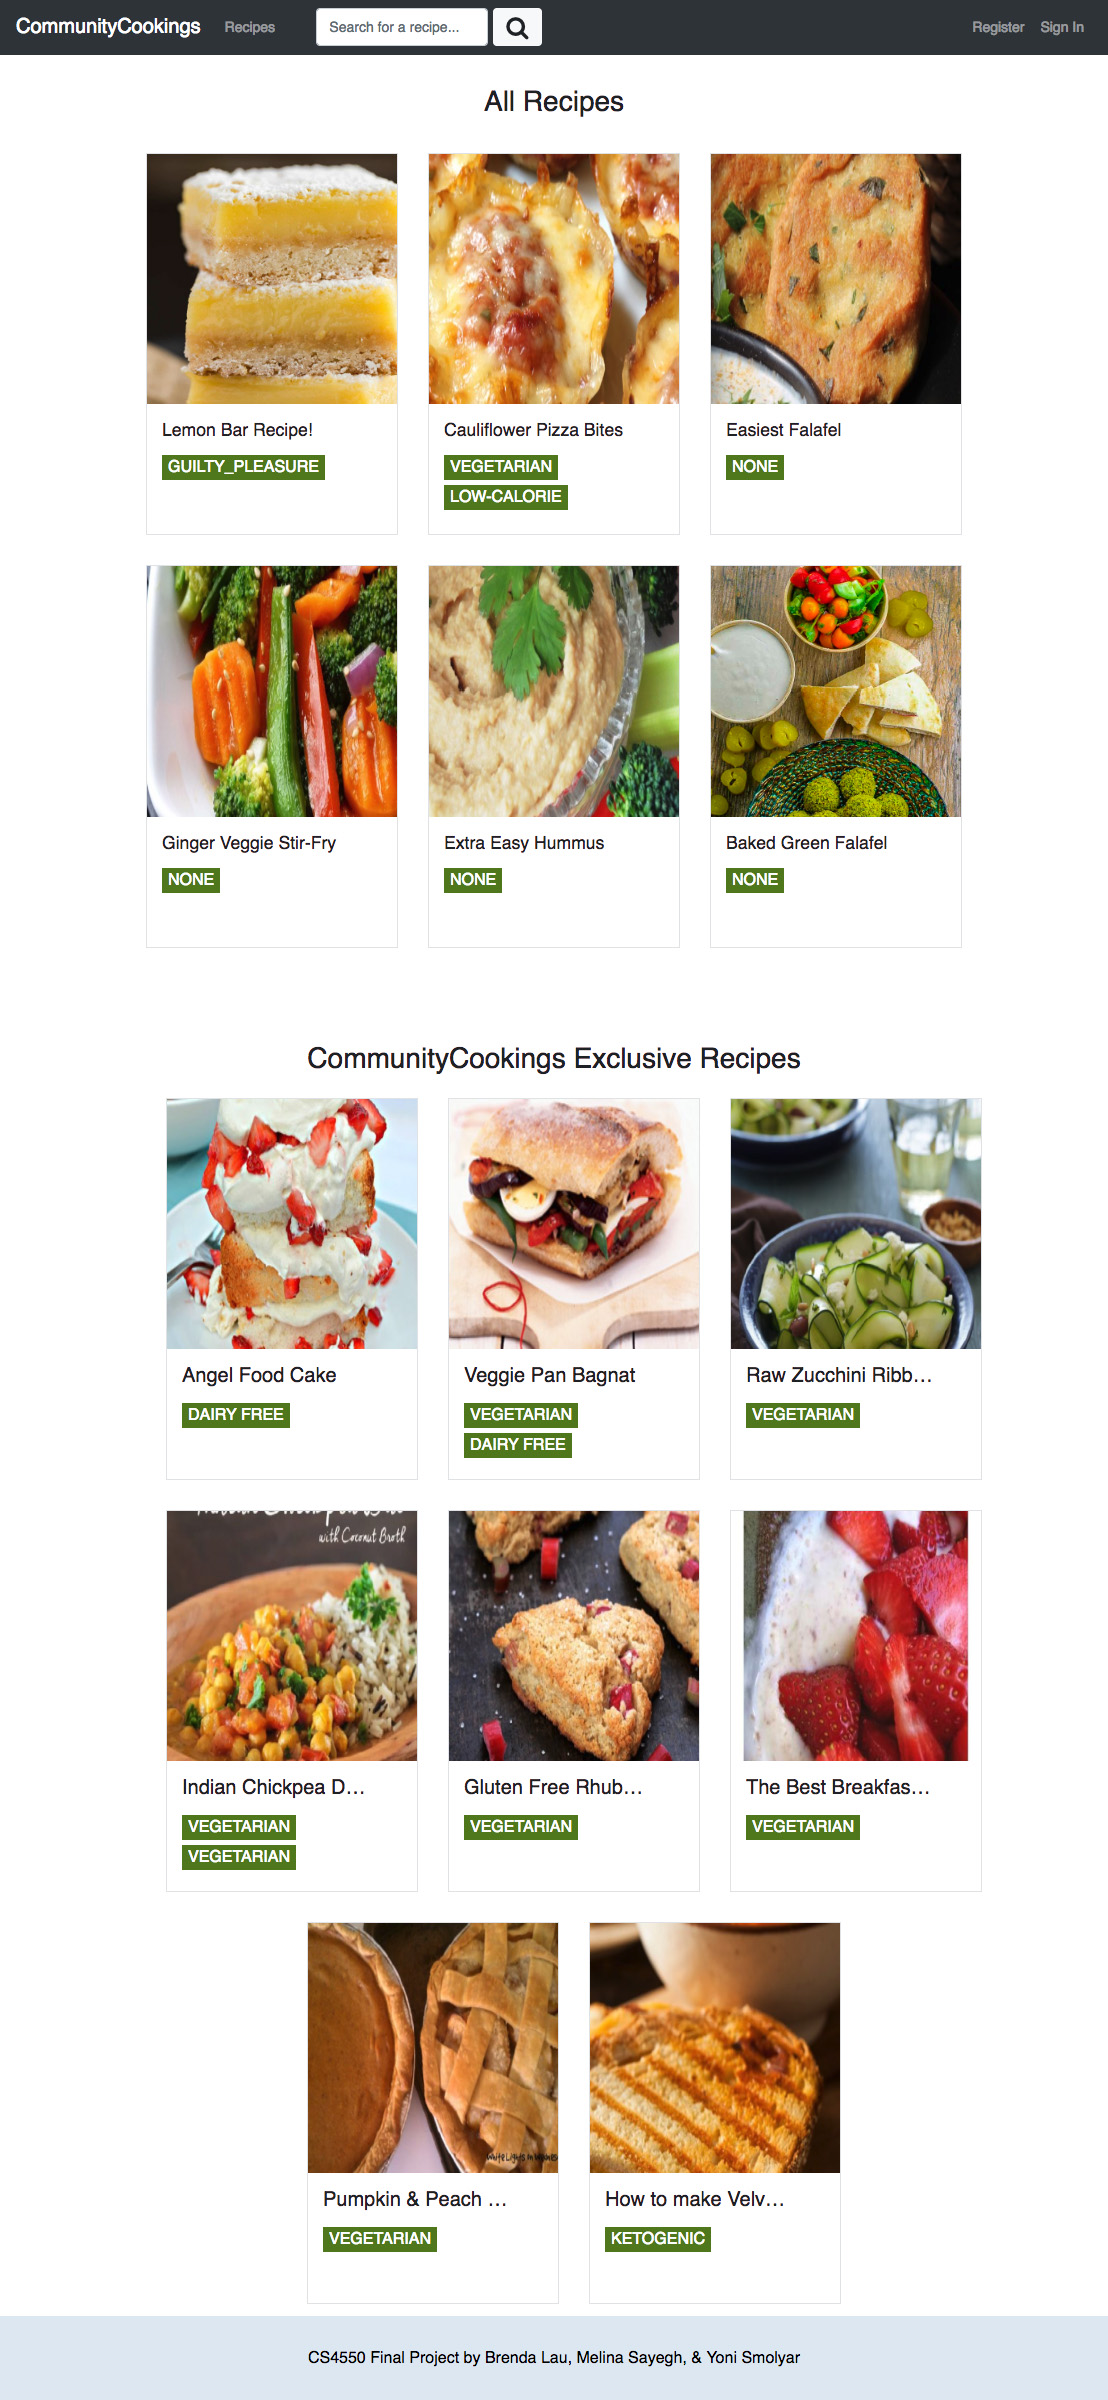 CommunityCookings Recipes Search for a recipe... Register Sign In
All Recipes
Lemon Bar Recipe! Cauliflower Pizza Bites Easiest Falafel
GUILTY_PLEASURE VEGETARIAN NONE
LOW-CALORIE
Ginger Veggie Stir-Fry Extra Easy Hummus Baked Green Falafel
NONE NONE NONE
CommunityCookings Exclusive Recipes
Angel Food Cake Veggie Pan Bagnat Raw Zucchini Ribb...
DAIRY FREE VEGETARIAN VEGETARIAN
DAIRY FREE
with Coconut Broth
Indian Chickpea D... Gluten Free Rhub... The Best Breakfas...
VEGETARIAN VEGETARIAN VEGETARIAN
VEGETARIAN
Pumpkin & Peach ... How to make Velv...
VEGETARIAN KETOGENIC
CS4550 Final Project by Brenda Lau, Melina Sayegh, & Yoni Smolyar